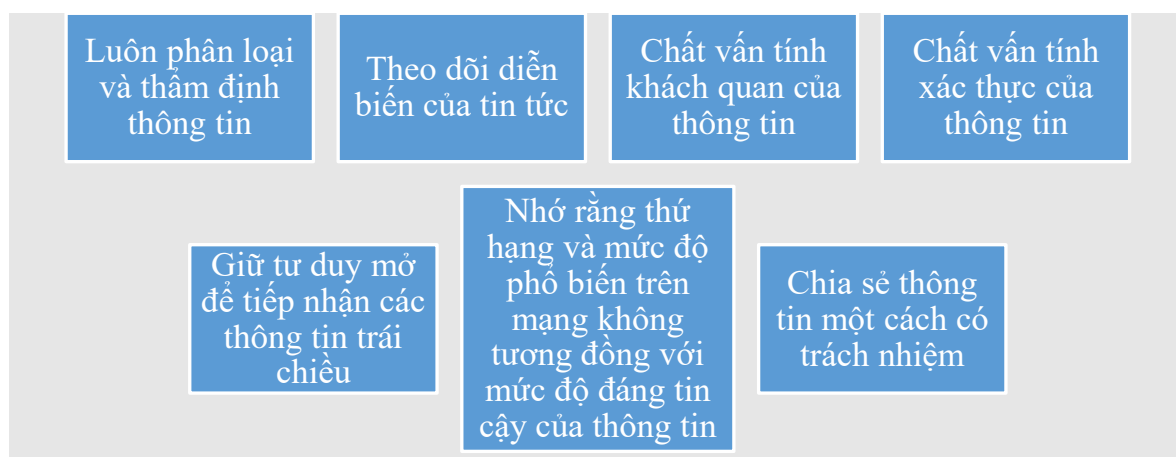 Luôn phân loại
và thẩm định
thông tin
Theo dõi diễn
biến của tin tức
Chất vấn tính
khách quan của
thông tin
Chất vấn tính
xác thực của
thông tin
Giữ tư duy mở
để tiếp nhận các
thông tin trái
chiều
Nhớ rằng thứ
hạng và mức độ
phổ biến trên
mạng không
tương đồng với
mức độ đáng tin
cậy của thông tin
Chia sẻ thông
tin một cách có
trách nhiệm